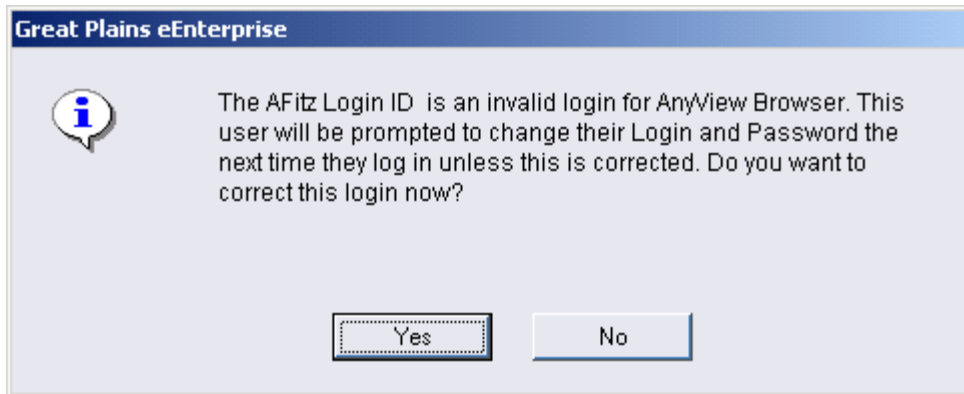 Great Plains eEnterprise
The AFitz Login ID  is an invalid login for AnyView Browser. This
user will be prompted to change their Login and Password the
next time they log in unless this is corrected. Do you want to
correct this login now?
Yes
No